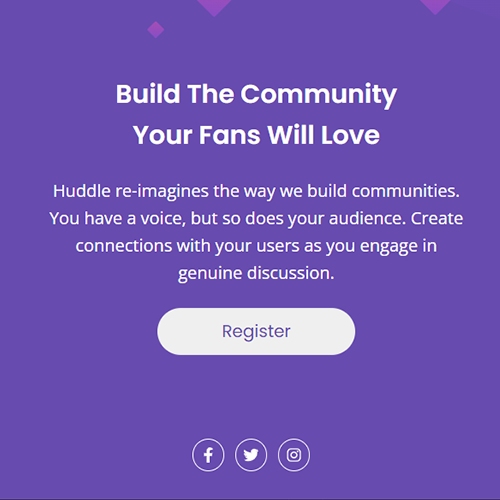 Build The Community
Your Fans Will Love
Huddle re-imagines the way we build communities.
You have a voice, but so does your audience. Create
connections with your users as you engage in
genuine discussion.
Register